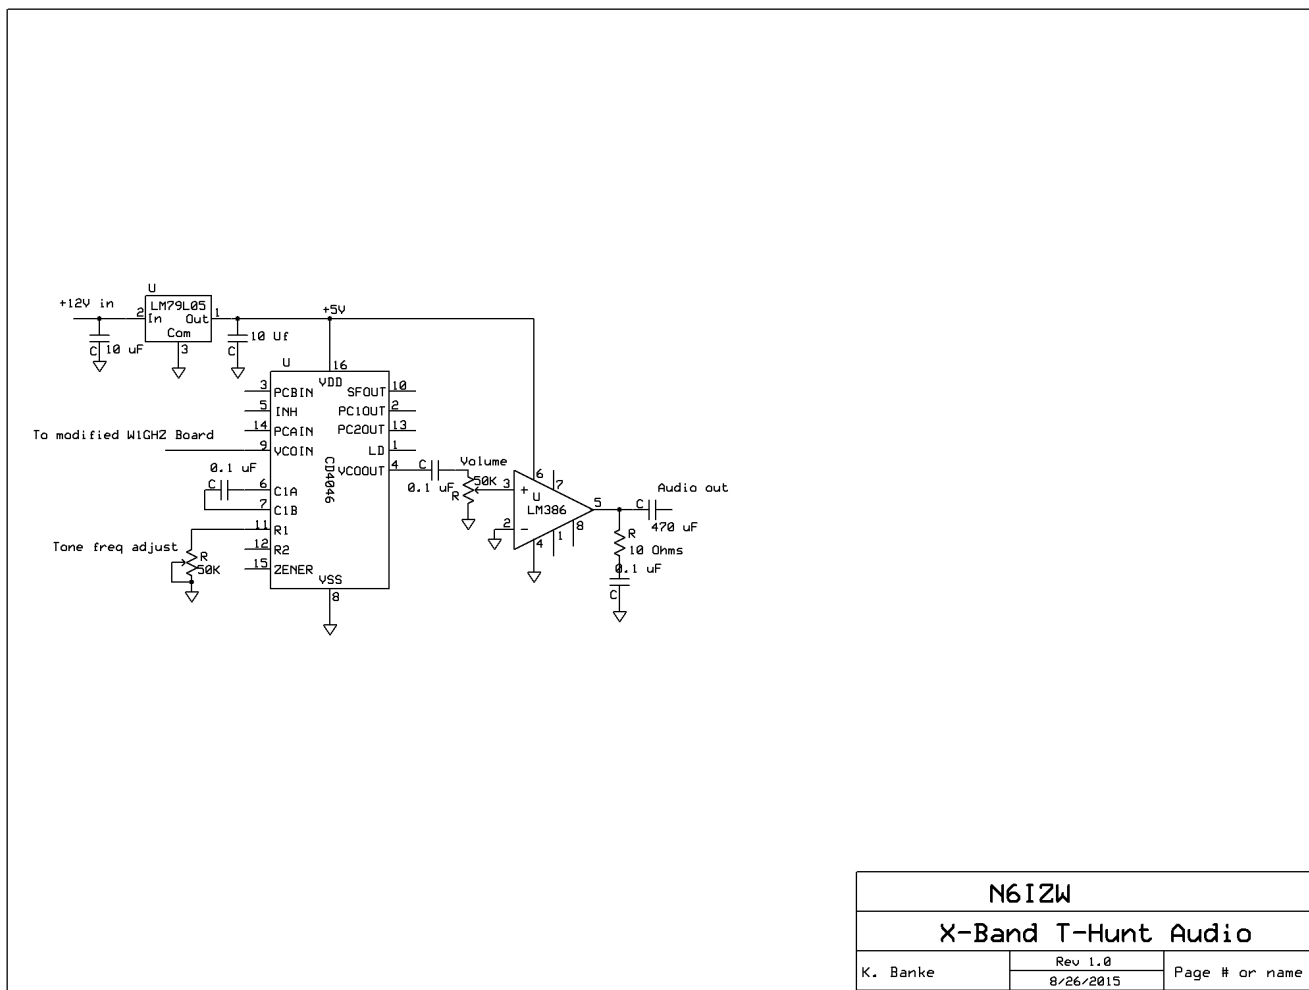 U
+12V in
LM79L05
2 In Out 1
Com
3
C 10 uF
C 10 Uf
+5V
U
16
VDD
3 PCBIN SFOUT 10
5 INH PC1OUT 2
14 PCAIN PC2OUT 13
To modified W1GHZ Board
9 VCOIN LD 1
VCOOUT 4
CD4046
0.1 uF
C
6 C1A
7 C1B
11 R1
12 R2
15 ZENER
VSS
8
Tone freq adjust
R
50K
C
0.1 uF
Volume
50K
R
3 +
2 -
6
7
U
LM386
5
4
1
8
C
470 uF
Audio out
R
10 Ohms
0.1 uF
C
N6IZW
X-Band T-Hunt Audio
K. Banke
Rev 1.0
8/26/2015
Page # or name